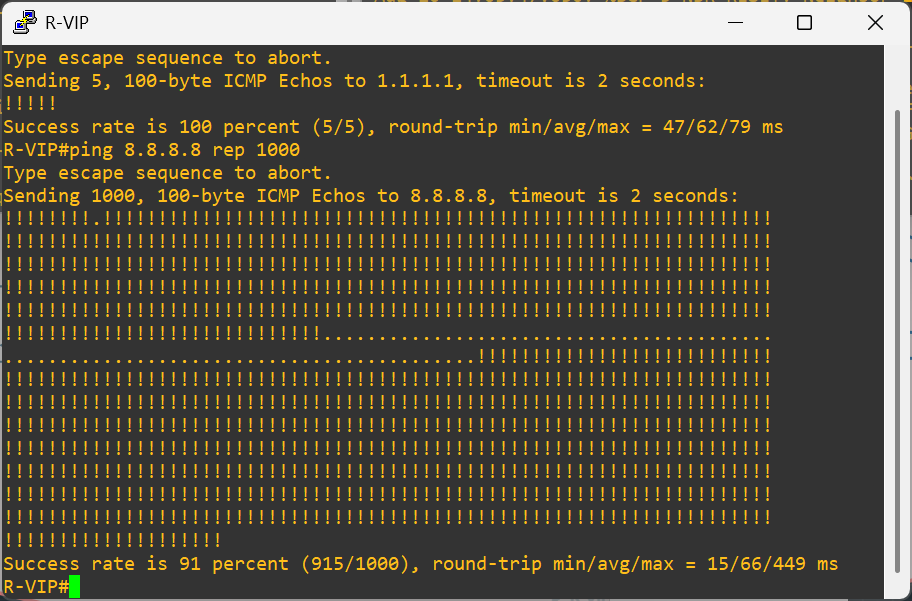 R-VIP
Type escape sequence to abort.
Sending 5, 100-byte ICMP Echos to 1.1.1.1, timeout is 2 seconds:
!!!!!
Success rate is 100 percent (5/5), round-trip min/avg/max = 47/62/79 ms
R-VIP#ping 8.8.8.8 rep 1000
Type escape sequence to abort.
Sending 1000, 100-byte ICMP Echos to 8.8.8.8, timeout is 2 seconds:
!!!!!!!!.!!!!!!!!!!!!!!!!!!!!!!!!!!!!!!!!!!!!!!!!!!!!!!!!!!!!!!!!!!!!!
!!!!!!!!!!!!!!!!!!!!!!!!!!!!!!!!!!!!!!!!!!!!!!!!!!!!!!!!!!!!!!!!!!!!!!
!!!!!!!!!!!!!!!!!!!!!!!!!!!!!!!!!!!!!!!!!!!!!!!!!!!!!!!!!!!!!!!!!!!!!!
!!!!!!!!!!!!!!!!!!!!!!!!!!!!!!!!!!!!!!!!!!!!!!!!!!!!!!!!!!!!!!!!!!!!!!
!!!!!!!!!!!!!!!!!!!!!!!!!!!!!!!!!!!!!!!!!!!!!!!!!!!!!!!!!!!!!!!!!!!!!!
!!!!!!!!!!!!!!!!!!!!!!!!!!!!!.........................................
...........................................!!!!!!!!!!!!!!!!!!!!!!!!!!!
!!!!!!!!!!!!!!!!!!!!!!!!!!!!!!!!!!!!!!!!!!!!!!!!!!!!!!!!!!!!!!!!!!!!!!
!!!!!!!!!!!!!!!!!!!!!!!!!!!!!!!!!!!!!!!!!!!!!!!!!!!!!!!!!!!!!!!!!!!!!!
!!!!!!!!!!!!!!!!!!!!!!!!!!!!!!!!!!!!!!!!!!!!!!!!!!!!!!!!!!!!!!!!!!!!!!
!!!!!!!!!!!!!!!!!!!!!!!!!!!!!!!!!!!!!!!!!!!!!!!!!!!!!!!!!!!!!!!!!!!!!!
!!!!!!!!!!!!!!!!!!!!!!!!!!!!!!!!!!!!!!!!!!!!!!!!!!!!!!!!!!!!!!!!!!!!!!
!!!!!!!!!!!!!!!!!!!!!!!!!!!!!!!!!!!!!!!!!!!!!!!!!!!!!!!!!!!!!!!!!!!!!!
!!!!!!!!!!!!!!!!!!!!!!!!!!!!!!!!!!!!!!!!!!!!!!!!!!!!!!!!!!!!!!!!!!!!!!
!!!!!!!!!!!!!!!!!!!!
Success rate is 91 percent (915/1000), round-trip min/avg/max = 15/66/449 ms
R-VIP#